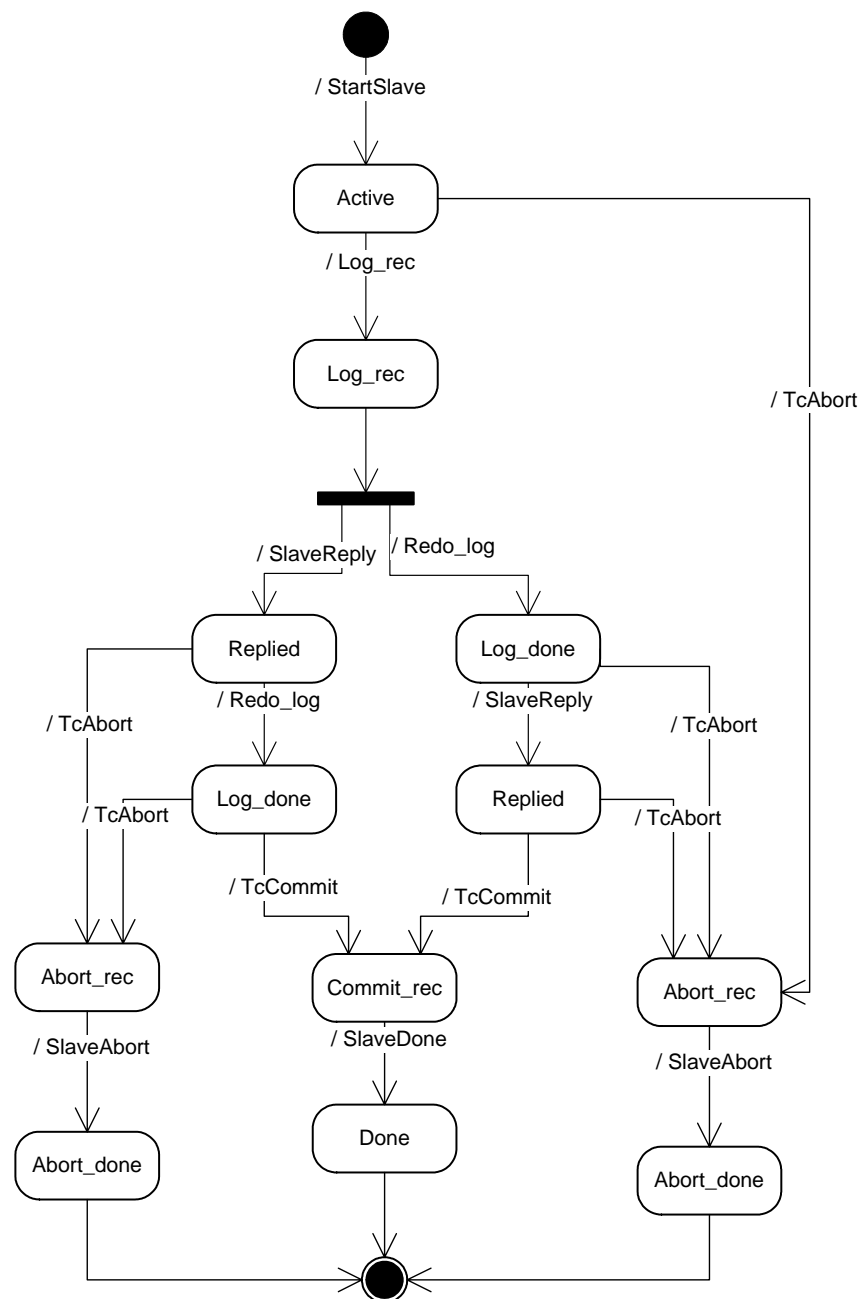 / StartSlave
Active
/ Log_rec
Log_rec
/ TcAbort
/ SlaveReply
/ Redo_log
Replied
Log_done
/ Redo_log
/ SlaveReply
/ TcAbort
/ TcAbort
Log_done
Replied
/ TcAbort
/ TcAbort
/ TcCommit
/ TcCommit
Abort_rec
Commit_rec
Abort_rec
/ SlaveAbort
/ SlaveDone
/ SlaveAbort
Abort_done
Done
Abort_done